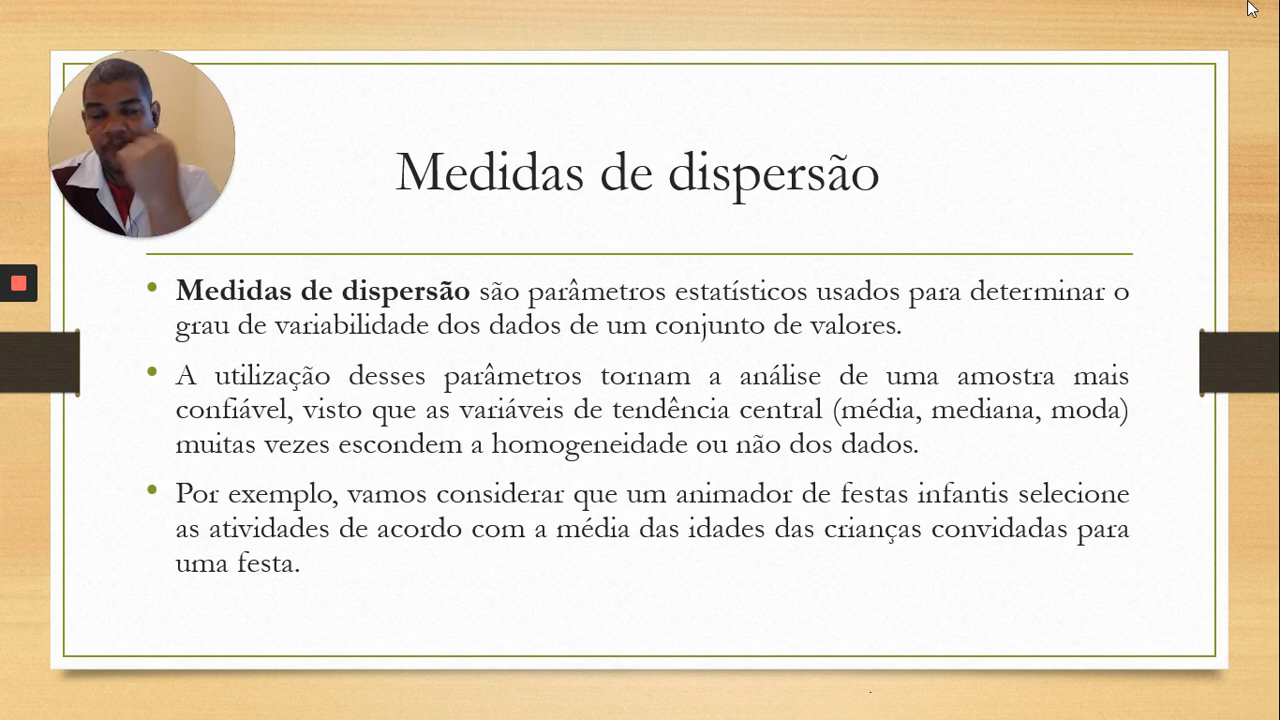 Medidas de dispersão
Medidas de dispersão são parâmetros estatísticos usados para determinar o
grau de variabilidade dos dados de um conjunto de valores.
A utilização desses parâmetros tornam a análise de uma amostra mais
confiável, visto que as variáveis de tendência central (média, mediana, moda)
muitas vezes escondem a homogeneidade ou não dos dados.
Por exemplo, vamos considerar que um animador de festas infantis selecione
as atividades de acordo com a média das idades das crianças convidadas para
uma festa.